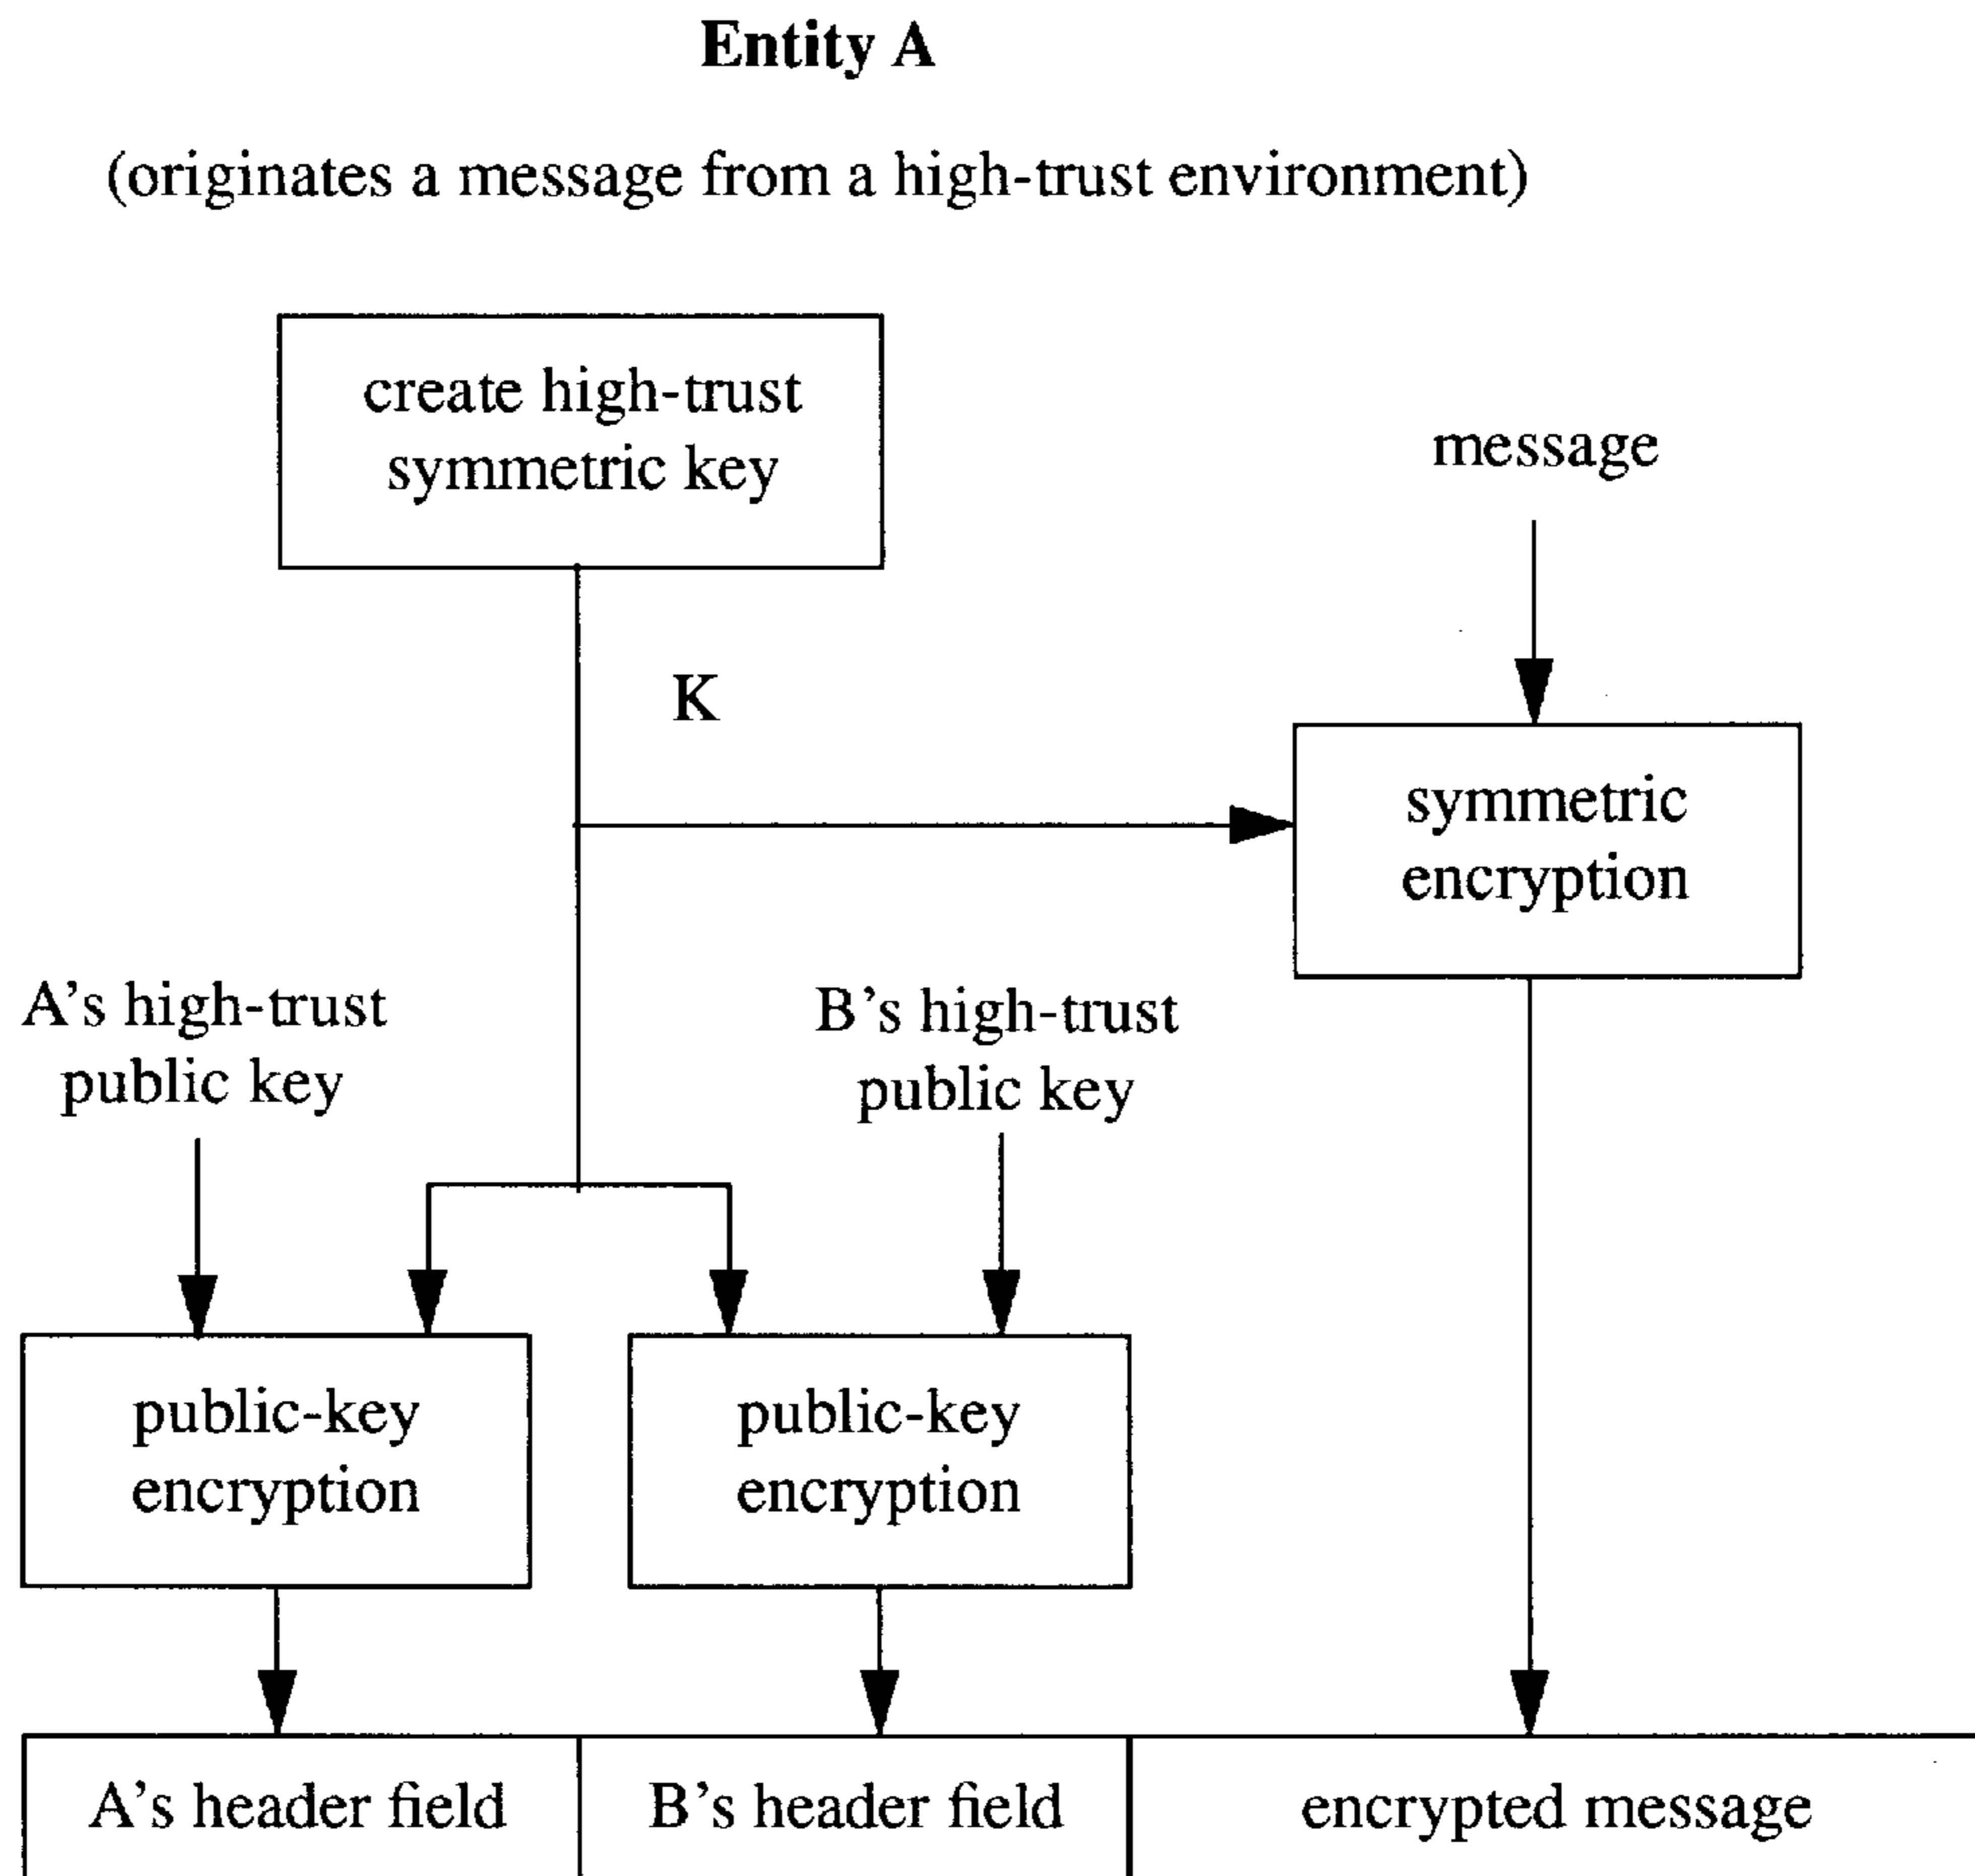 Entity A
(originates a message from a high-trust environment)
create high-trust
symmetric key
message
K
symmetric
encryption
A's high-trust
public key
B's high-trust
public key
public-key
encryption
public-key
encryption
A's header field
B's header field
encrypted message